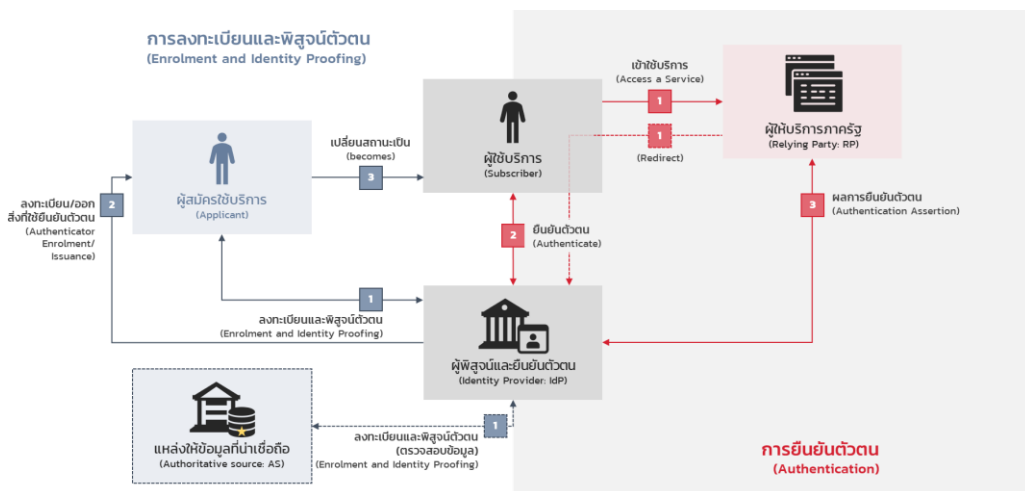 การลงทะเบียนและพิสูจน์ตัวตน
(Enrolment and Identity Proofing)
เข้าใช้บริการ
(Access a Service)
1
ผู้ให้บริการภาครัฐ
(Relying Party: RP)
1
(Redirect)
เปลี่ยนสถานะเป็น
(becomes)
3
ผู้ใช้บริการ
(Subscriber)
ผู้สมัครใช้บริการ
(Applicant)
ลงทะเบียน/ออก
สิ่งที่ใช้ยืนยันตัวตน
(Authenticator
Enrolment/
Issuance)
2
2
ยืนยันตัวตน
(Authenticate)
3
ผลการยืนยันตัวตน
(Authentication Assertion)
1
ลงทะเบียนและพิสูจน์ตัวตน
(Enrolment and Identity Proofing)
ผู้พิสูจน์และยืนยันตัวตน
(Identity Provider: IdP)
แหล่งให้ข้อมูลที่น่าเชื่อถือ
(Authoritative source: AS)
1
ลงทะเบียนและพิสูจน์ตัวตน
(ตรวจสอบข้อมูล)
(Enrolment and Identity Proofing)
การยืนยันตัวตน
(Authentication)